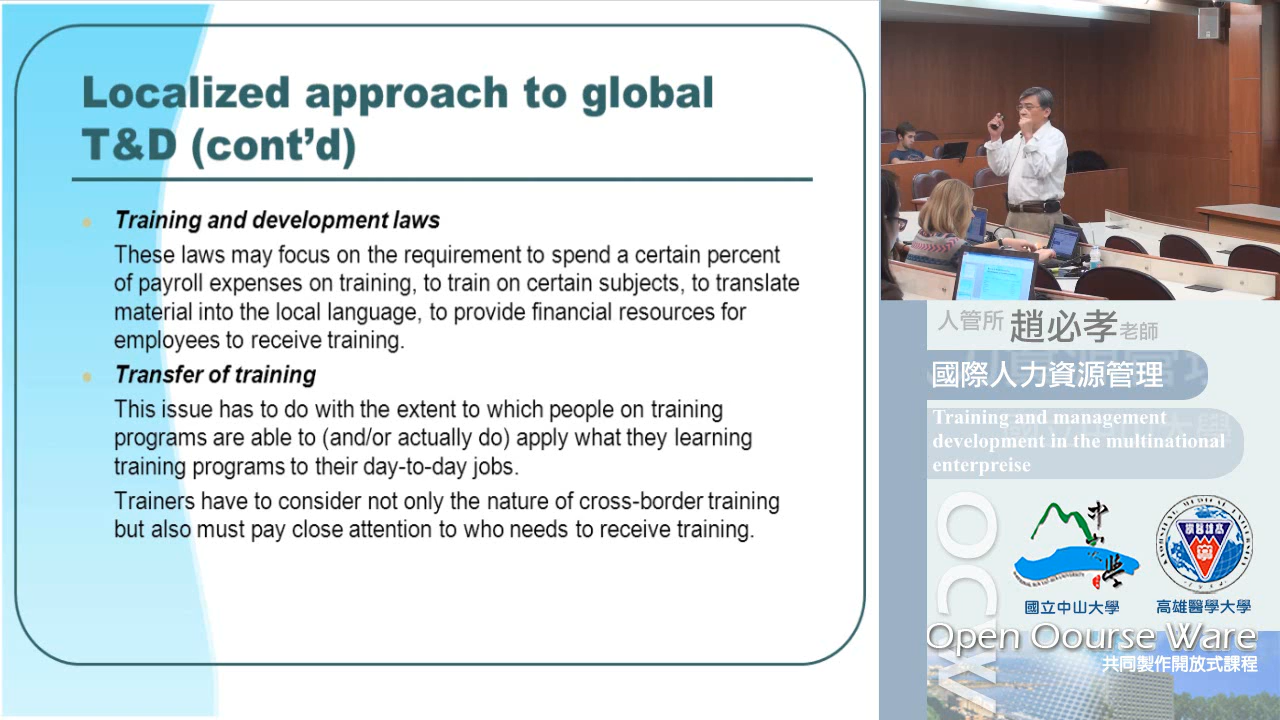 Localized approach to global
T&D (cont’d)
Training and development laws
These laws may focus on the requirement to spend a certain percent
of payroll expenses on training, to train on certain subjects, to translate
material into the local language, to provide financial resources for
employees to receive training.
Transfer of training
This issue has to do with the extent to which people on training
programs are able to (and/or actually do) apply what they learning
training programs to their day-to-day jobs.
Trainers have to consider not only the nature of cross-border training
but also must pay close attention to who needs to receive training.
人管所 趙必孝老師
國際人力資源管理
Training and management
development in the multinational
enterpreise
OCW
中山大學
國立中山大學
KAOHSIUNG MEDICAL UNIVERSITY
高雄醫學大學
Open Oourse Ware
共同製作開放式課程